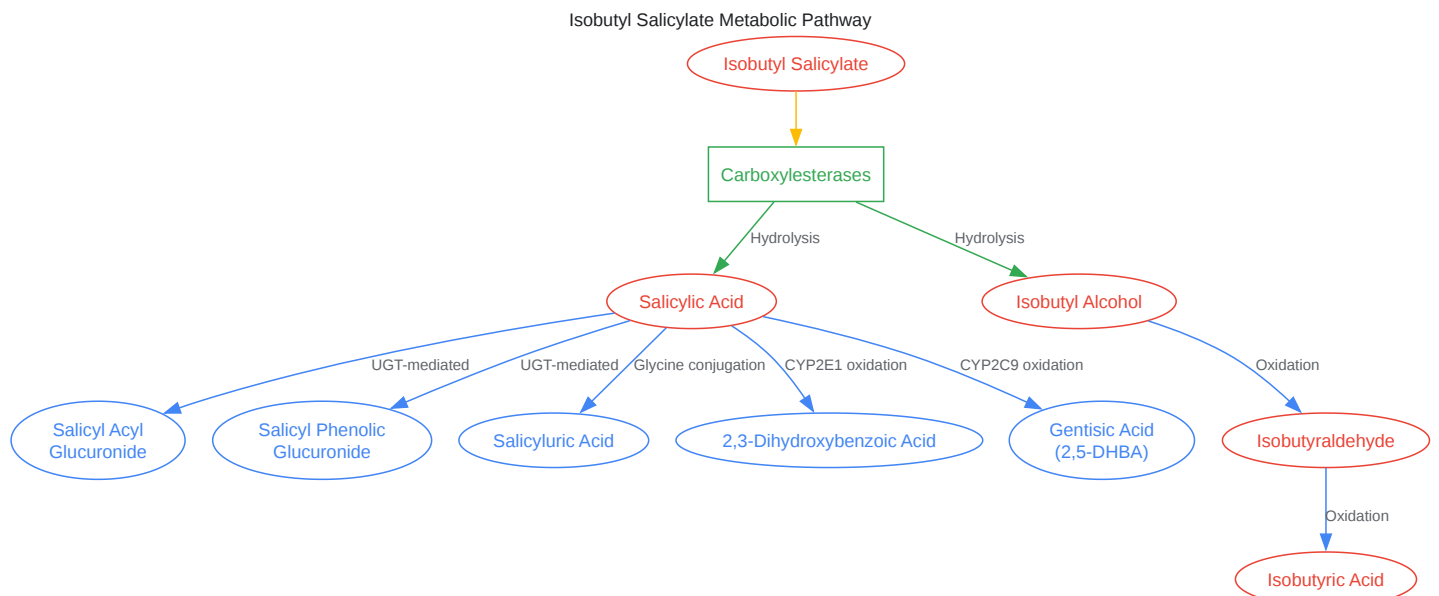 Isobutyl Salicylate Metabolic Pathway
Isobutyl Salicylate
Carboxylesterases
Hydrolysis
Hydrolysis
Salicylic Acid
Isobutyl Alcohol
UGT-mediated
UGT-mediated
Glycine conjugation
CYP2E1 oxidation
CYP2C9 oxidation
Oxidation
Salicyl Acyl
Glucuronide
Salicyl Phenolic
Glucuronide
Salicyluric Acid
2,3-Dihydroxybenzoic Acid
Gentisic Acid
(2,5-DHBA)
Isobutyraldehyde
Oxidation
Isobutyric Acid